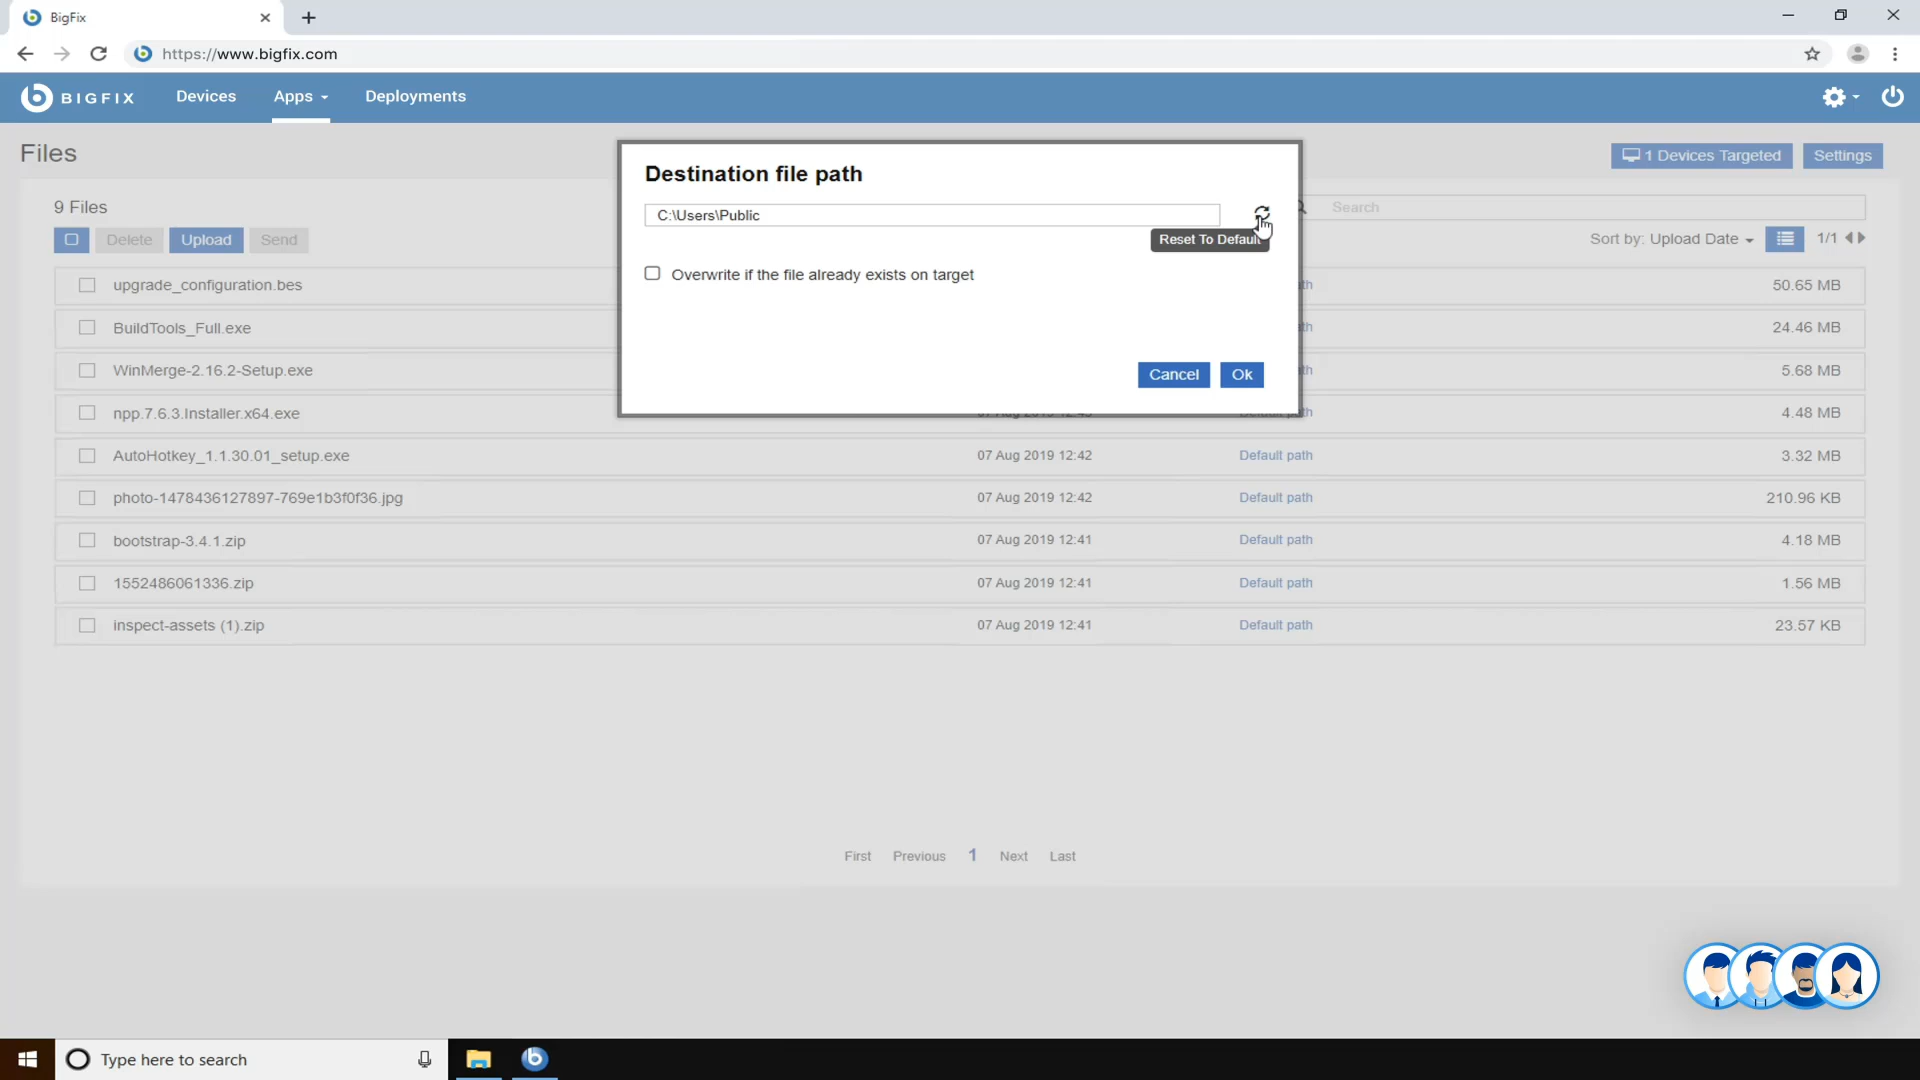 BigFix
https://www.bigfix.com
BIGFIX Devices Apps Deployments
Files
1 Devices Targeted Settings
Destination file path
C:\Users\Public
Reset To Default
Overwrite if the file already exists on target
Cancel Ok
9 Files
Search
Delete Upload Send
Sort by: Upload Date 1/1
upgrade_configuration.bes 50.65 MB
BuildTools_Full.exe 24.46 MB
WinMerge-2.16.2-Setup.exe 5.68 MB
npp.7.6.3.Installer.x64.exe 4.48 MB
AutoHotkey_1.1.30.01_setup.exe 07 Aug 2019 12:42 Default path 3.32 MB
photo-1478436127897-769e1b3f0f36.jpg 07 Aug 2019 12:42 Default path 210.96 KB
bootstrap-3.4.1.zip 07 Aug 2019 12:41 Default path 4.18 MB
1552486061336.zip 07 Aug 2019 12:41 Default path 1.56 MB
inspect-assets (1).zip 07 Aug 2019 12:41 Default path 23.57 KB
First Previous 1 Next Last
Type here to search